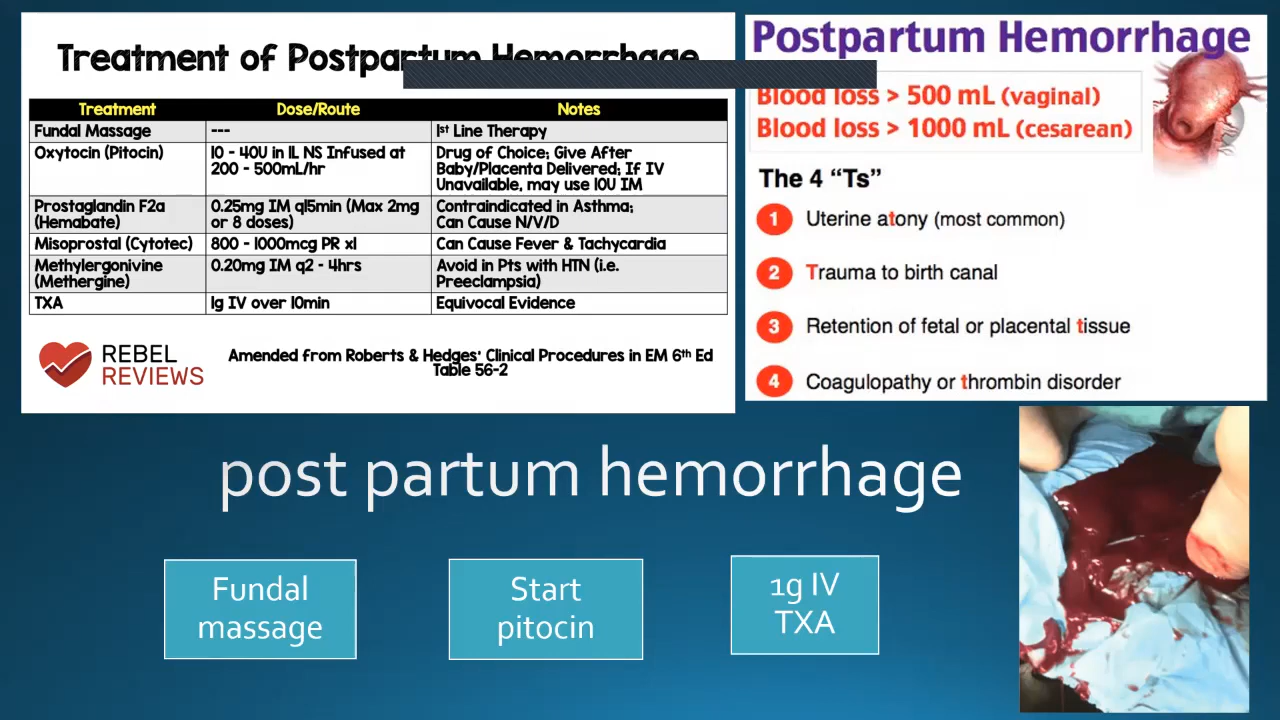 Treatment of Postpartum Hemorrhage
Treatment Dose/Route Notes
Fundal Massage --- 1st Line Therapy
Oxytocin (Pitocin) 10 - 40U in 1L NS Infused at Drug of Choice; Give After
200 - 500mL/hr Baby/Placenta Delivered; If IV
Unavailable, may use 10U IM
Prostaglandin F2a 0.25mg IM q15min (Max 2mg Contraindicated in Asthma;
(Hemabate) or 8 doses) Can Cause N/V/D
Misoprostal (Cytotec) 800 - 1000mcg PR x1 Can Cause Fever & Tachycardia
Methylergonivine 0.20mg IM q2 - 4hrs Avoid in Pts with HTN (i.e.
(Methergine) Preeclampsia)
TXA 1g IV over 10min Equivocal Evidence
REBEL
REVIEWS
Amended from Roberts & Hedges' Clinical Procedures in EM 6th Ed
Table 56-2
Postpartum Hemorrhage
Blood loss > 500 mL (vaginal)
Blood loss > 1000 mL (cesarean)
The 4 "Ts"
1 Uterine atony (most common)
2 Trauma to birth canal
3 Retention of fetal or placental tissue
4 Coagulopathy or thrombin disorder
post partum hemorrhage
Fundal
massage
Start
pitocin
1g IV
TXA